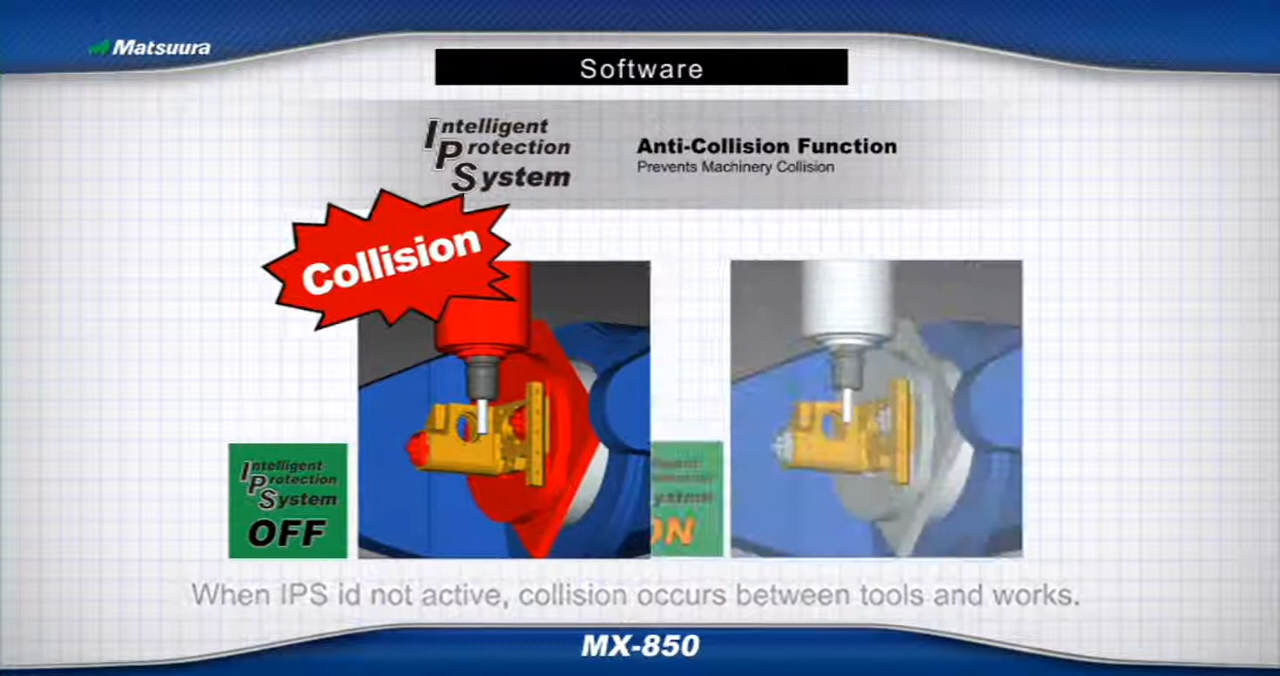 Matsuura
Software
Intelligent
Protection
System
Anti-Collision Function
Prevents Machinery Collision
Collision
Intelligent
Protection
System
OFF
ystem
ON
When IPS id not active, collision occurs between tools and works.
MX-850